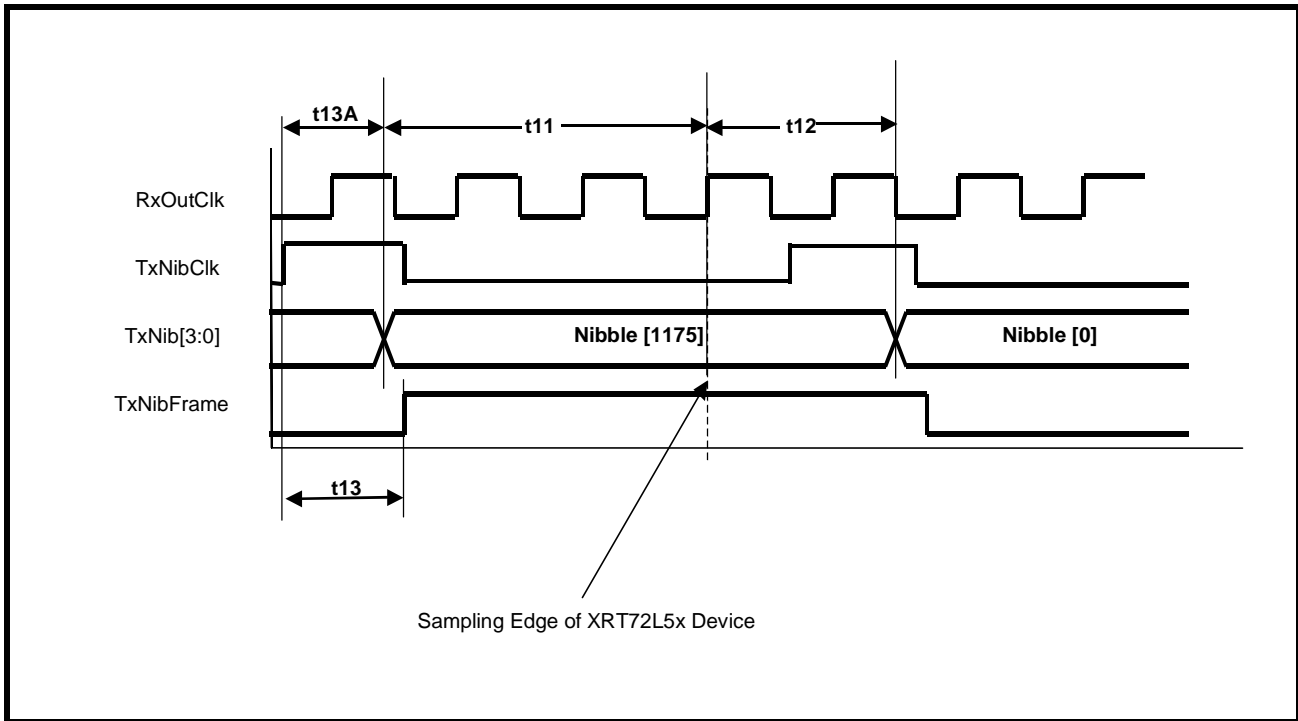 t13A
t11
t12
RxOutClk
TxNibClk
TxNib[3:0]
Nibble [1175]
Nibble [0]
TxNibFrame
t13
Sampling Edge of XRT72L5x Device